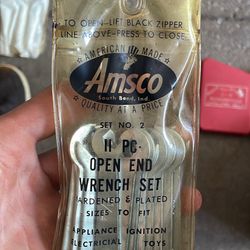 TO OPEN-LIFT BLACK ZIPPER
LINE ABOVE-PRESS TO CLOSE
AMERICAN MADE
Amsco
South Bend, Ind
QUALITY AT A PRICE
SET NO. 2
11 PC
OPEN END
WRENCH SET
HARDENED & PLATED
SIZES TO FIT
APPLIANCE IGNITION
ELECTRICIAL TOYS